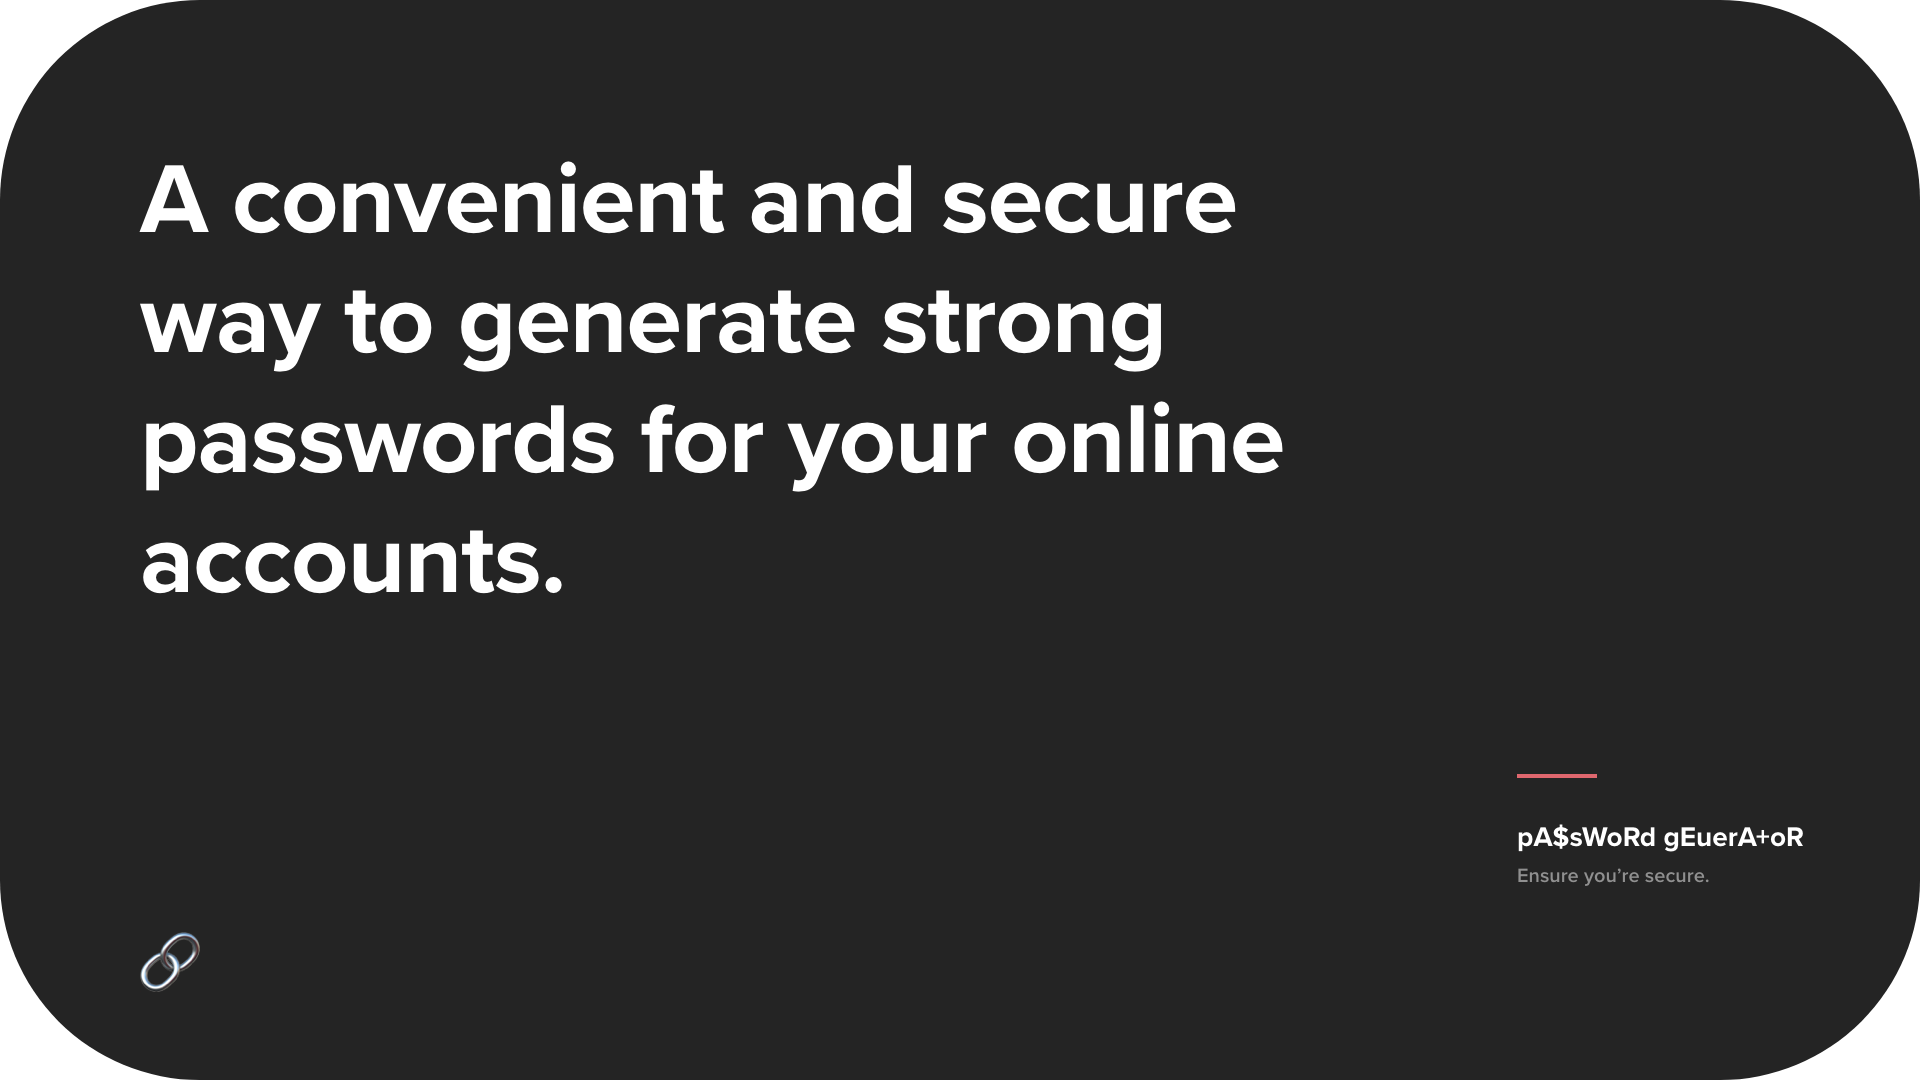 A convenient and secure
way to generate strong
passwords for your online
accounts.
pA$sWoRd gEuerA+oR
Ensure you’re secure.